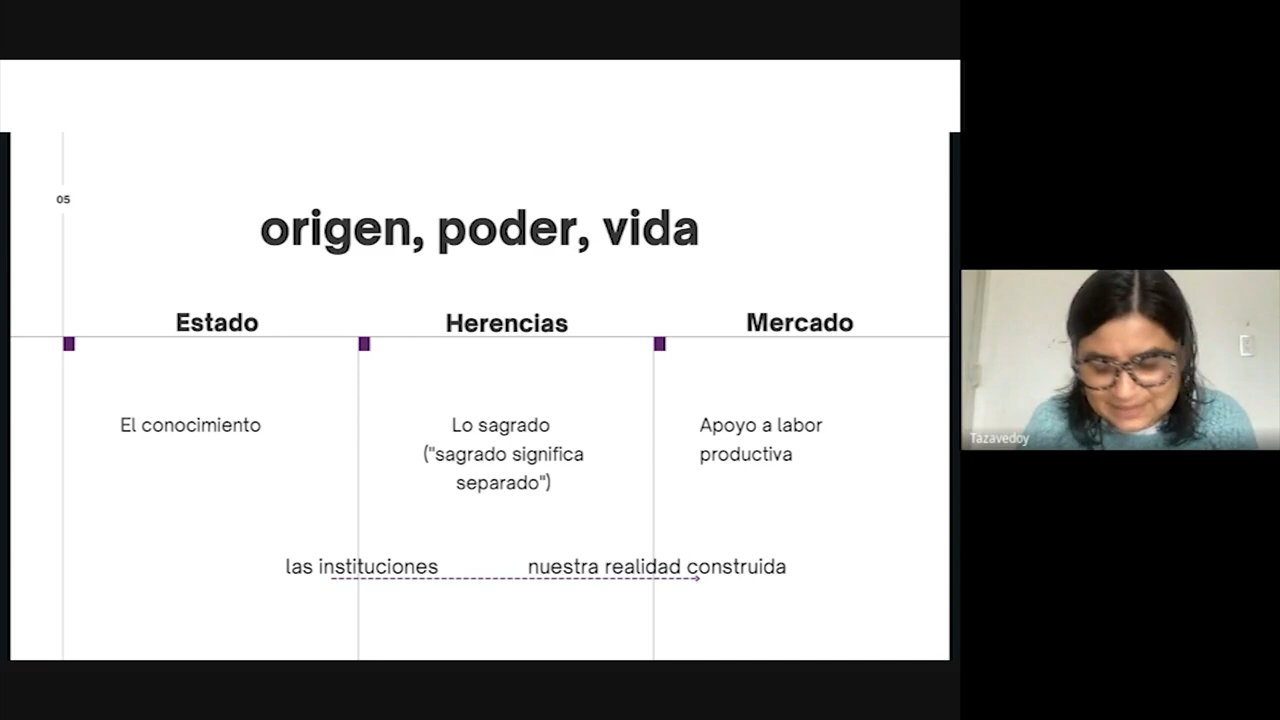 05
origen, poder, vida
Estado
Herencias
Mercado
El conocimiento
Lo sagrado
("sagrado significa
separado")
Apoyo a labor
productiva
las instituciones
nuestra realidad construida
Tazavedoy